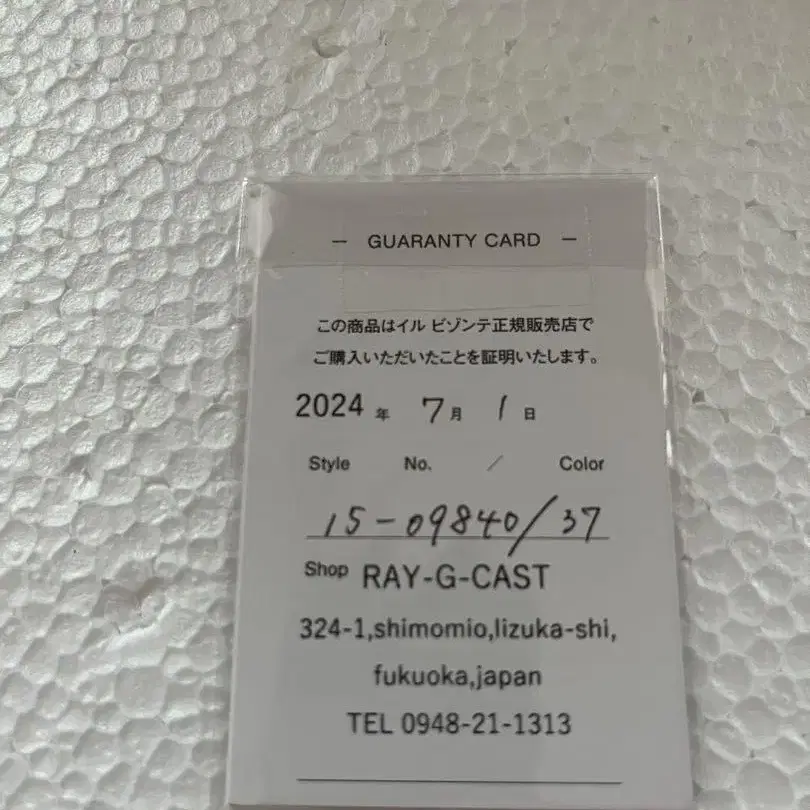 — GUARANTY CARD —
この商品はイル ビゾンテ正規販売店で
ご購入いただいたことを証明いたします。
2024 年 7 月 1 日
Style No. / Color
15-09840/37
Shop RAY-G-CAST
324-1,shimomio,Iizuka-shi,
fukuoka,japan
TEL 0948-21-1313